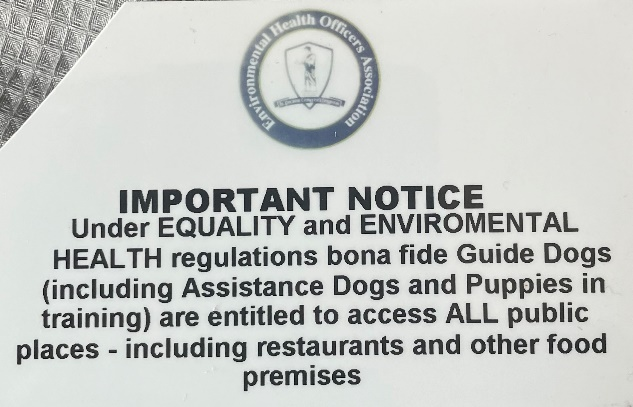 Environmental Health Officers Association
IMPORTANT NOTICE
Under EQUALITY and ENVIROMENTAL
HEALTH regulations bona fide Guide Dogs
(including Assistance Dogs and Puppies in
training) are entitled to access ALL public
places - including restaurants and other food
premises